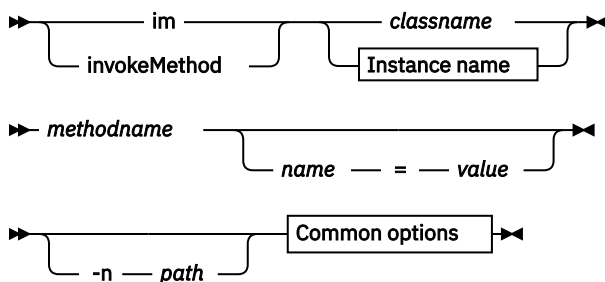 im classname
invokeMethod Instance name
methodname
name = value
Common options
-n path